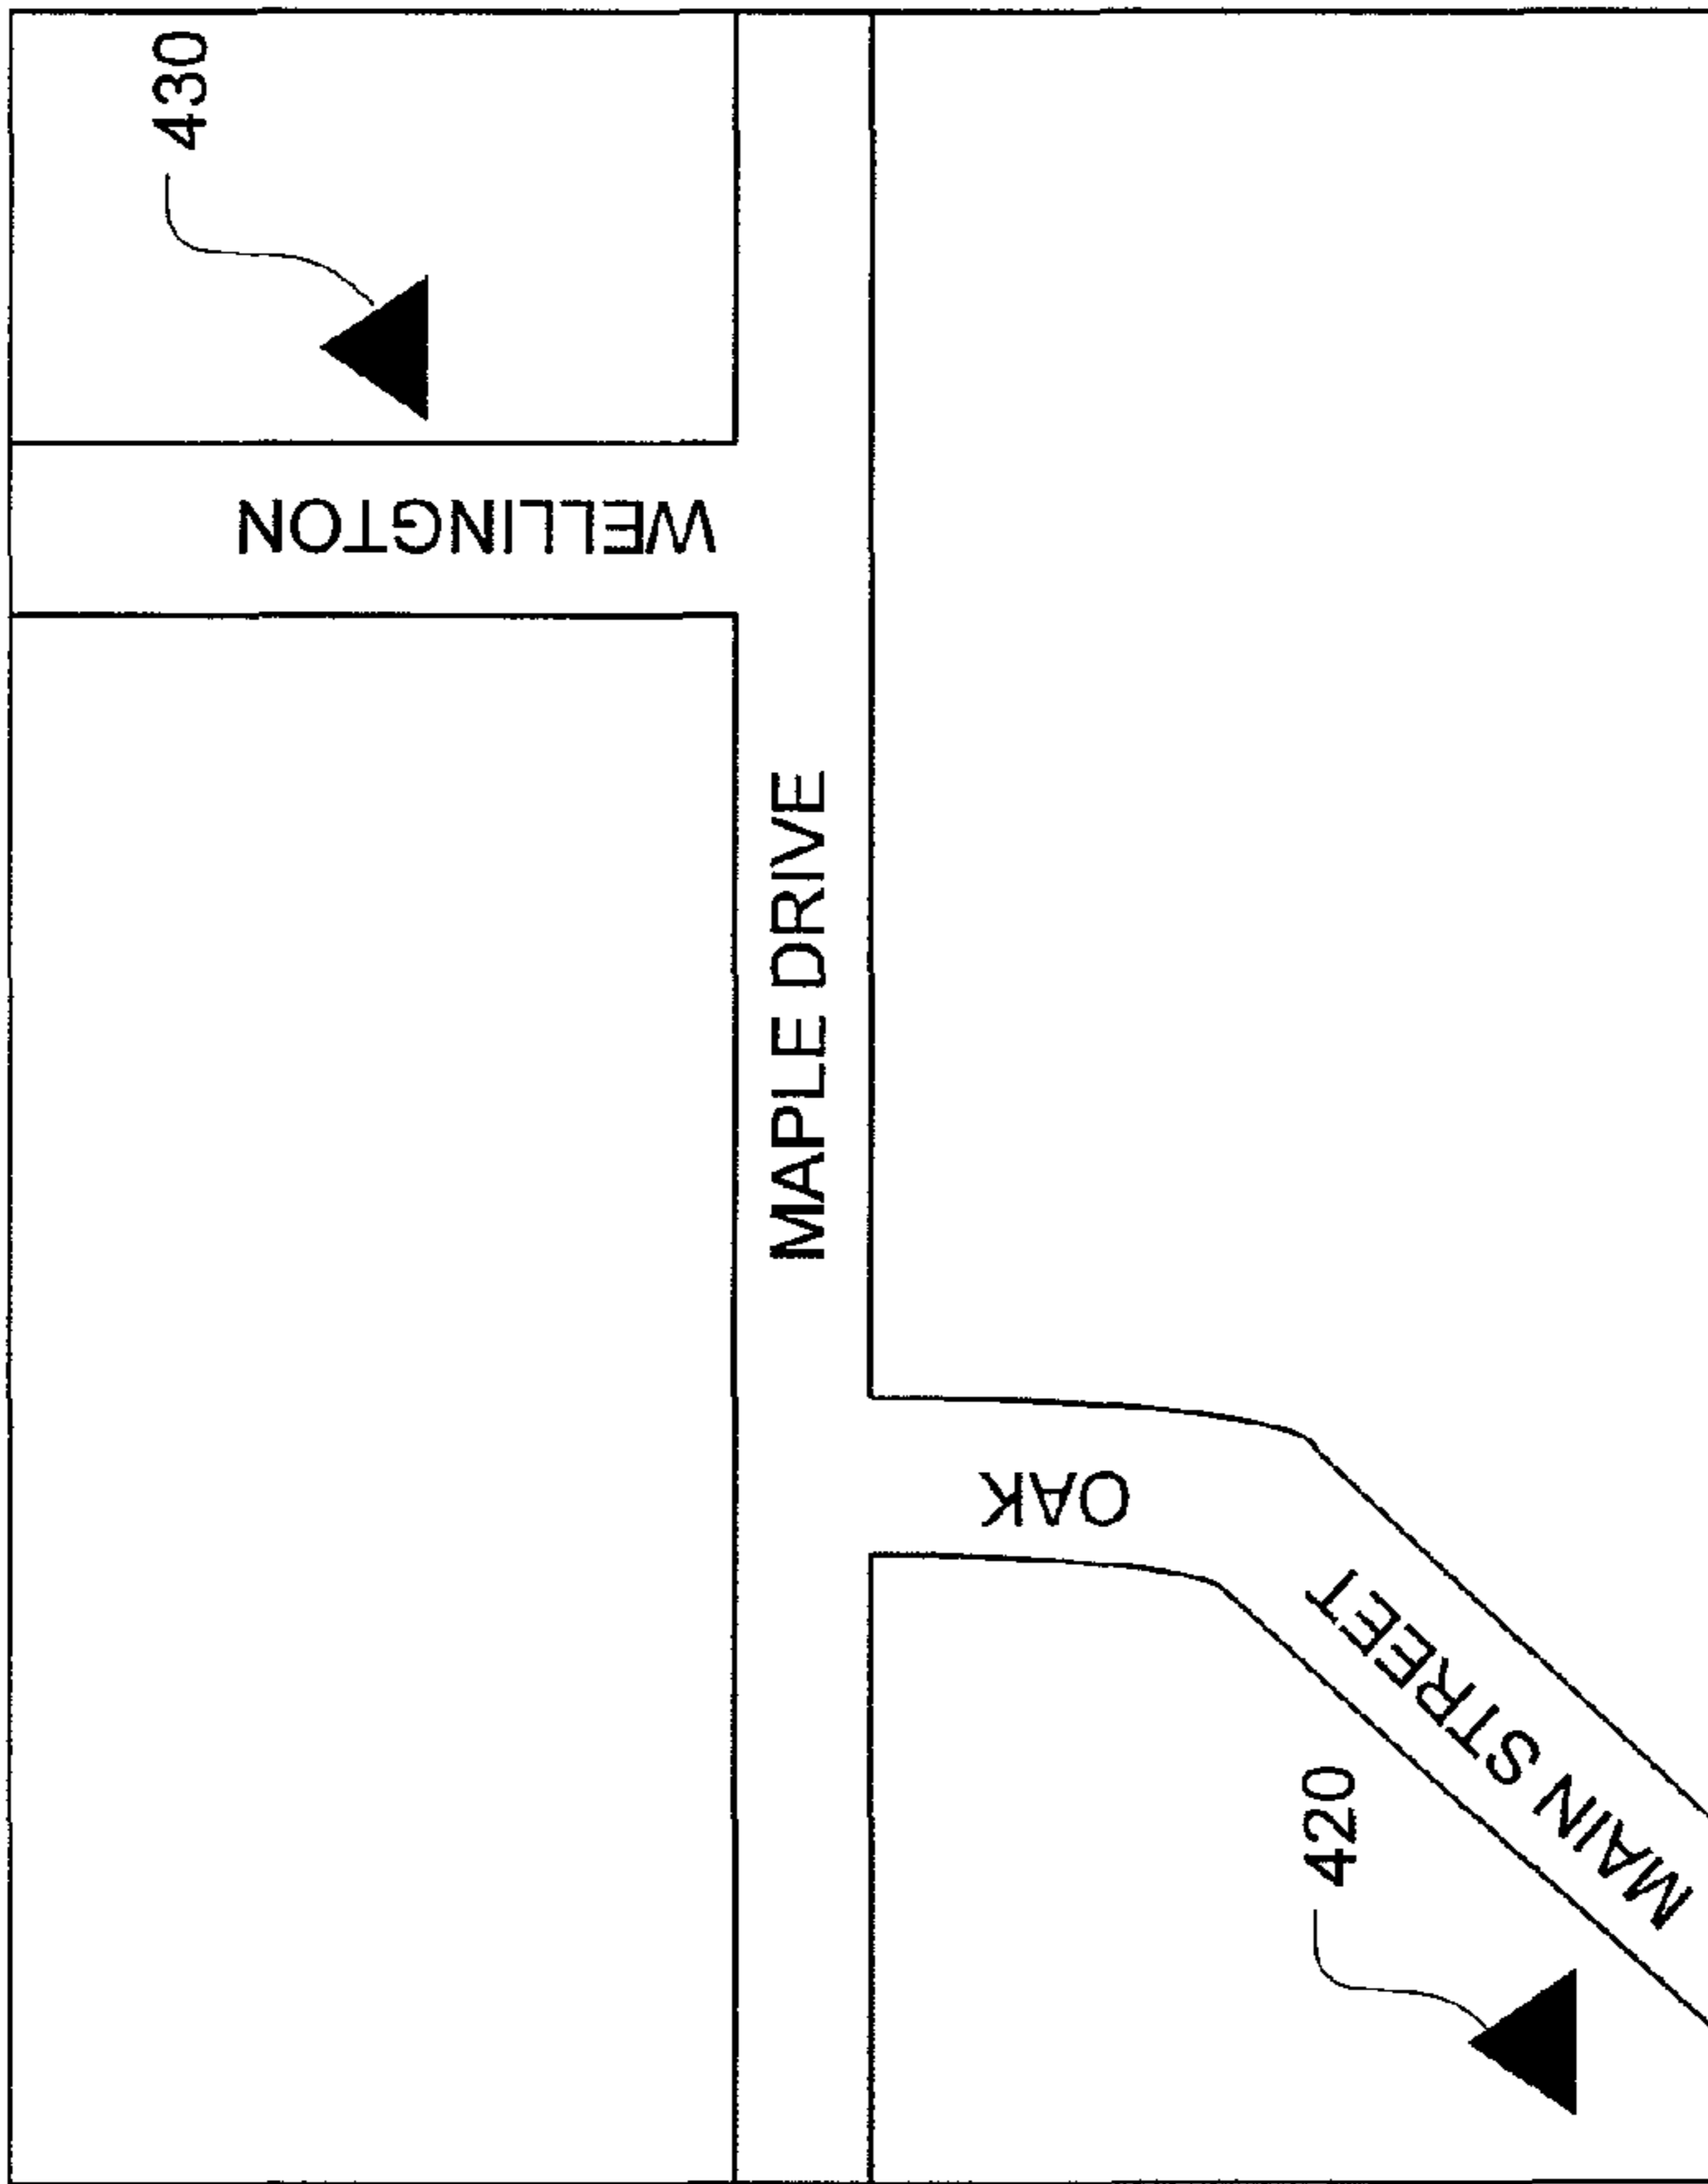 430
WELLINGTON
MAPLE DRIVE
OAK
MAIN STREET
420